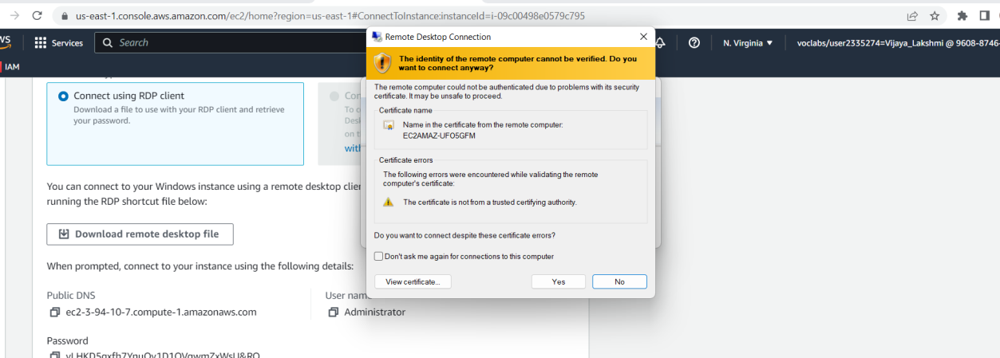 us-east-1.console.aws.amazon.com/ec2/home?region=us-east-1#ConnectToInstance:instanceId=i-09c00498e0579c795
Services
Search
N. Virginia ▼
voclabs/user2335274=Vijaya_Lakshmi @ 9608-8746-
IAM
Remote Desktop Connection
The identity of the remote computer cannot be verified. Do you
want to connect anyway?
The remote computer could not be authenticated due to problems with its security
certificate. It may be unsafe to proceed.
Certificate name
Name in the certificate from the remote computer:
EC2AMAZ-UFO5GFM
Certificate errors
The following errors were encountered while validating the remote
computer's certificate:
The certificate is not from a trusted certifying authority.
Do you want to connect despite these certificate errors?
Don't ask me again for connections to this computer
View certificate...
Yes
No
Connect using RDP client
Download a file to use with your RDP client and retrieve
your password.
You can connect to your Windows instance using a remote desktop clie
running the RDP shortcut file below:
Download remote desktop file
When prompted, connect to your instance using the following details:
Public DNS
ec2-3-94-10-7.compute-1.amazonaws.com
User name
Administrator
Password